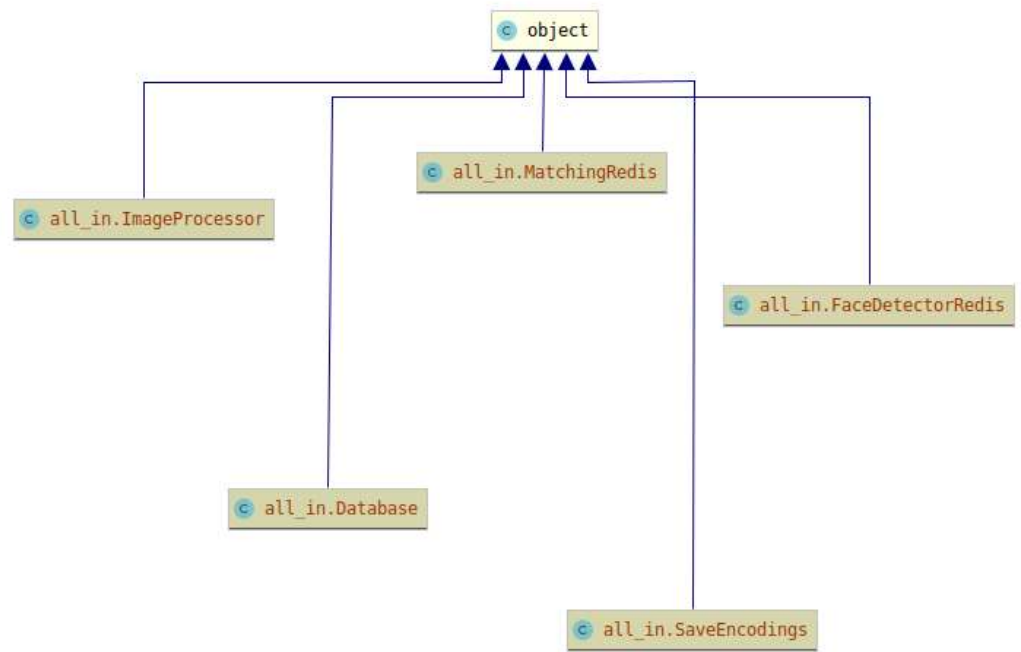 C object
C all_in.MatchingRedis
C all_in.ImageProcessor
C all_in.FaceDetectorRedis
C all_in.Database
C all_in.SaveEncodings